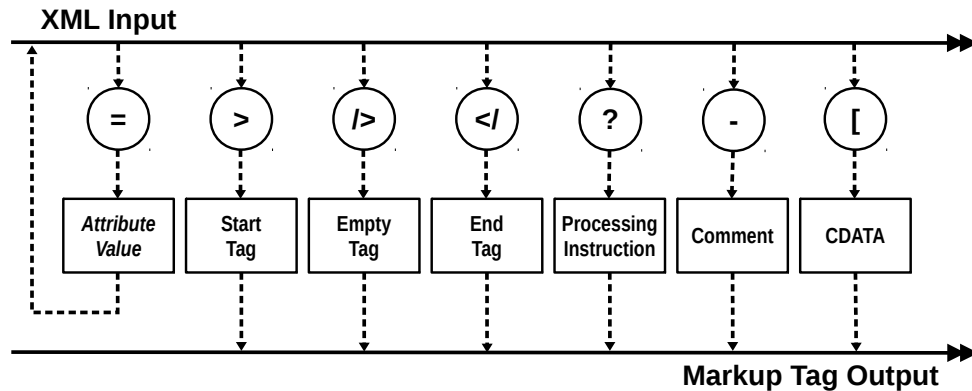 XML Input
=
>
/>
</
?
-
[
Attribute
Value
Start
Tag
Empty
Tag
End
Tag
Processing
Instruction
Comment
CDATA
Markup Tag Output